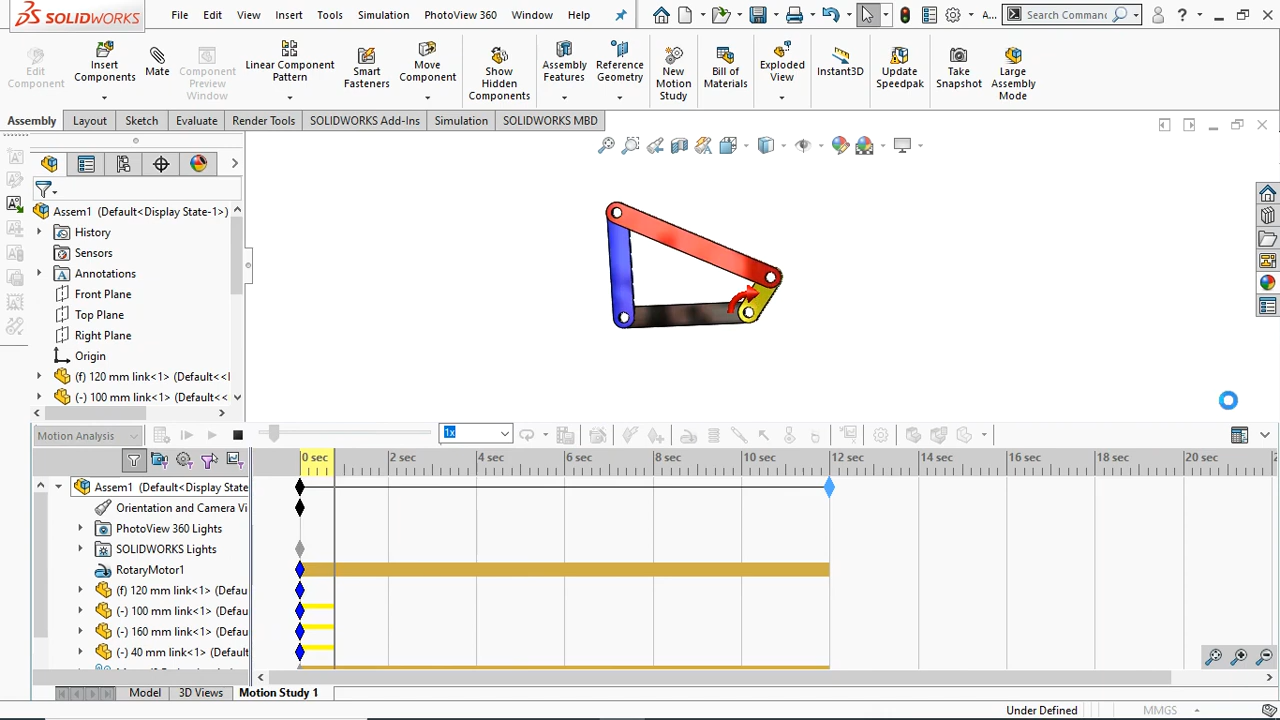 SOLIDWORKS File Edit View Insert Tools Simulation PhotoView 360 Window Help A... Search Comman
Edit Component
Insert Components
Mate
Component Preview Window
Linear Component Pattern
Smart Fasteners
Move Component
Show Hidden Components
Assembly Features
Reference Geometry
New Motion Study
Bill of Materials
Exploded View
Instant3D
Update Speedpak
Take Snapshot
Large Assembly Mode
Assembly Layout Sketch Evaluate Render Tools SOLIDWORKS Add-Ins Simulation SOLIDWORKS MBD
Assem1 (Default<Display State-1>)
History
Sensors
Annotations
Front Plane
Top Plane
Right Plane
Origin
(f) 120 mm link<1> (Default<<
(-) 100 mm link<1> (Default<<
Motion Analysis 1x
0 sec 2 sec 4 sec 6 sec 8 sec 10 sec 12 sec 14 sec 16 sec 18 sec 20 sec 22
Assem1 (Default<Display State
Orientation and Camera Vi
PhotoView 360 Lights
SOLIDWORKS Lights
RotaryMotor1
(f) 120 mm link<1> (Defau
(-) 100 mm link<1> (Defau
(-) 160 mm link<1> (Defau
(-) 40 mm link<1> (Defau
Model 3D Views Motion Study 1
Under Defined MMGS